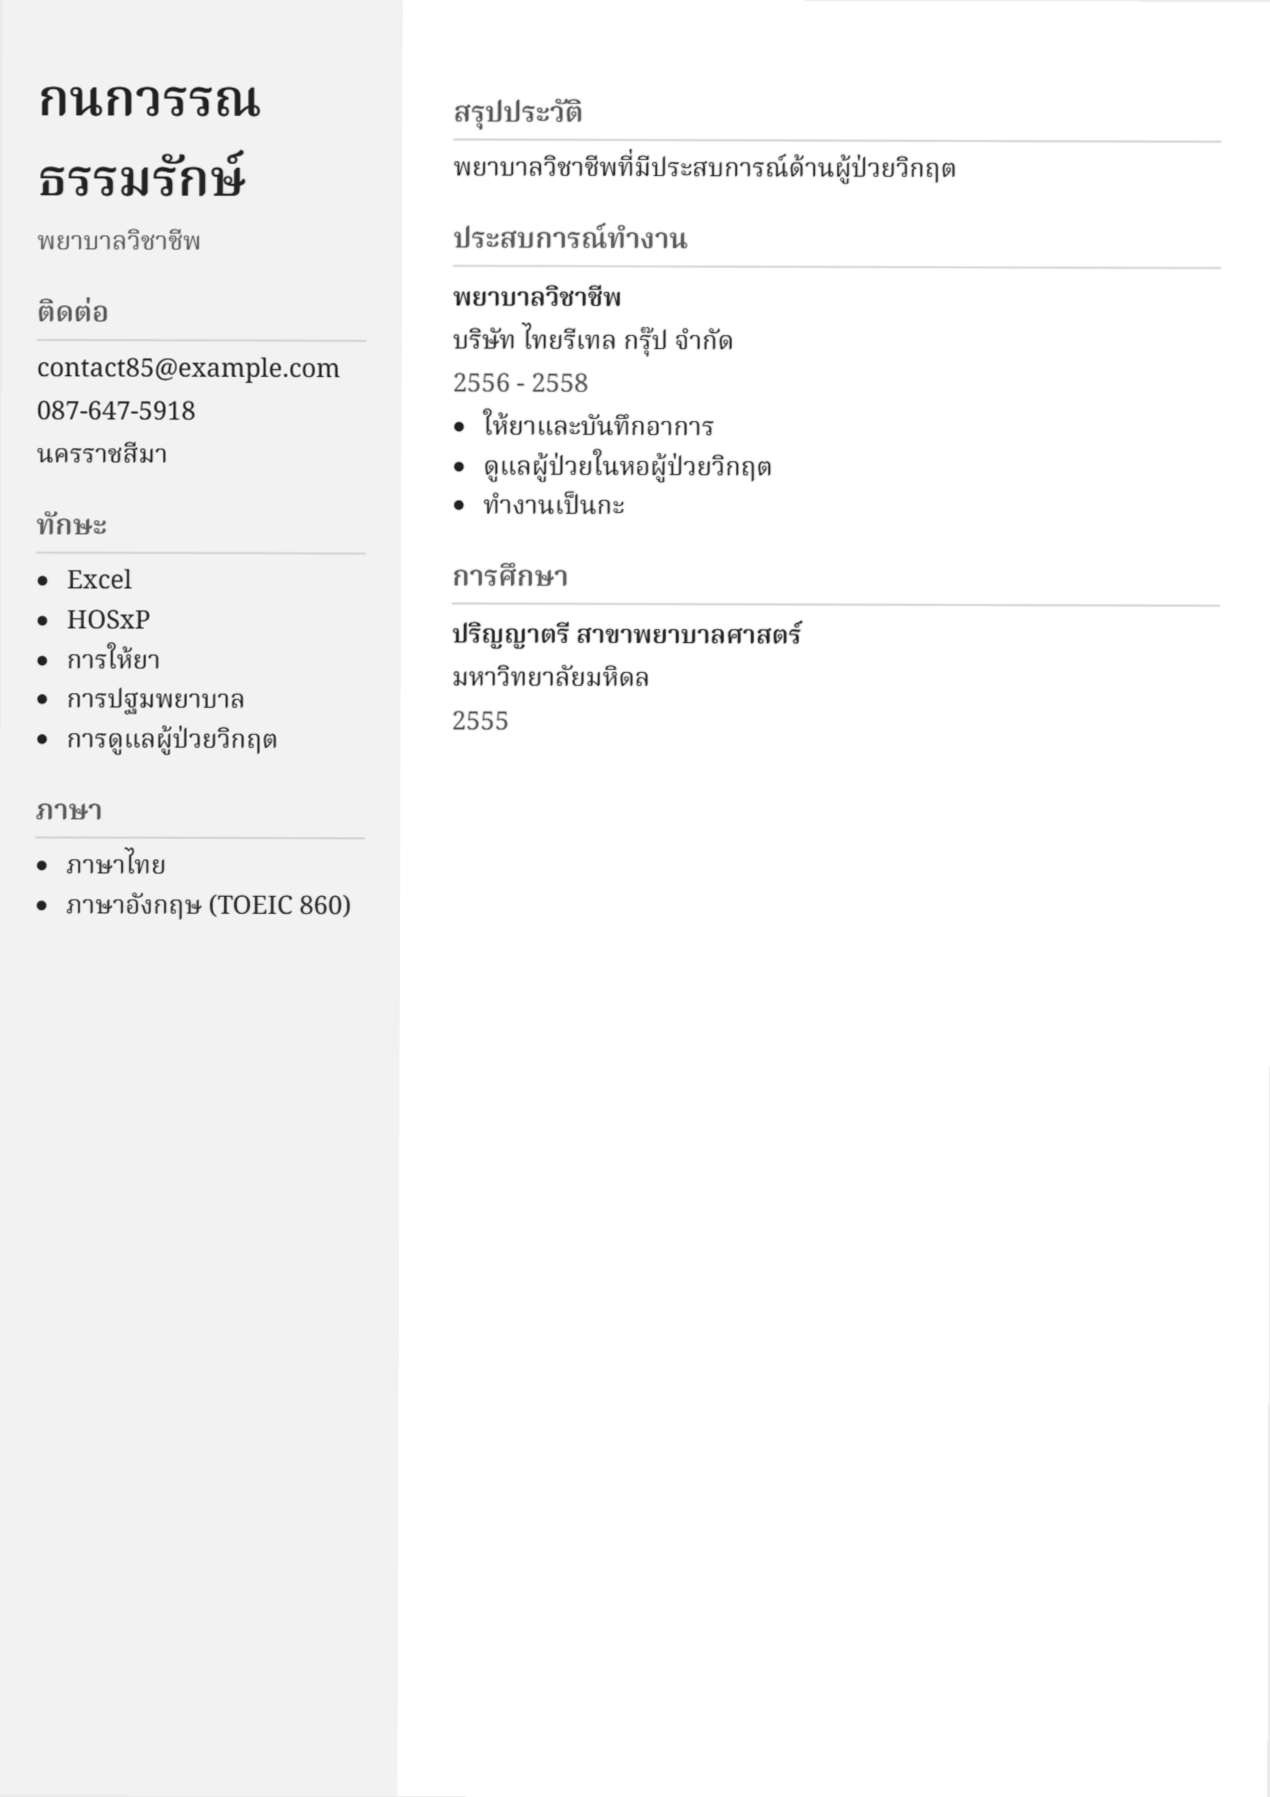 กนกวรรณ
ธรรมรักษ์
พยาบาลวิชาชีพ
ติดต่อ
contact85@example.com
087-647-5918
นครราชสีมา
ทักษะ
• Excel
• HOSxP
• การให้ยา
• การปฐมพยาบาล
• การดูแลผู้ป่วยวิกฤต
ภาษา
• ภาษาไทย
• ภาษาอังกฤษ (TOEIC 860)
สรุปประวัติ
พยาบาลวิชาชีพที่มีประสบการณ์ด้านผู้ป่วยวิกฤต
ประสบการณ์ทำงาน
พยาบาลวิชาชีพ
บริษัท ไทยรีเทล กรุ๊ป จำกัด
2556 - 2558
• ให้ยาและบันทึกอาการ
• ดูแลผู้ป่วยในหอผู้ป่วยวิกฤต
• ทำงานเป็นกะ
การศึกษา
ปริญญาตรี สาขาพยาบาลศาสตร์
มหาวิทยาลัยมหิดล
2555